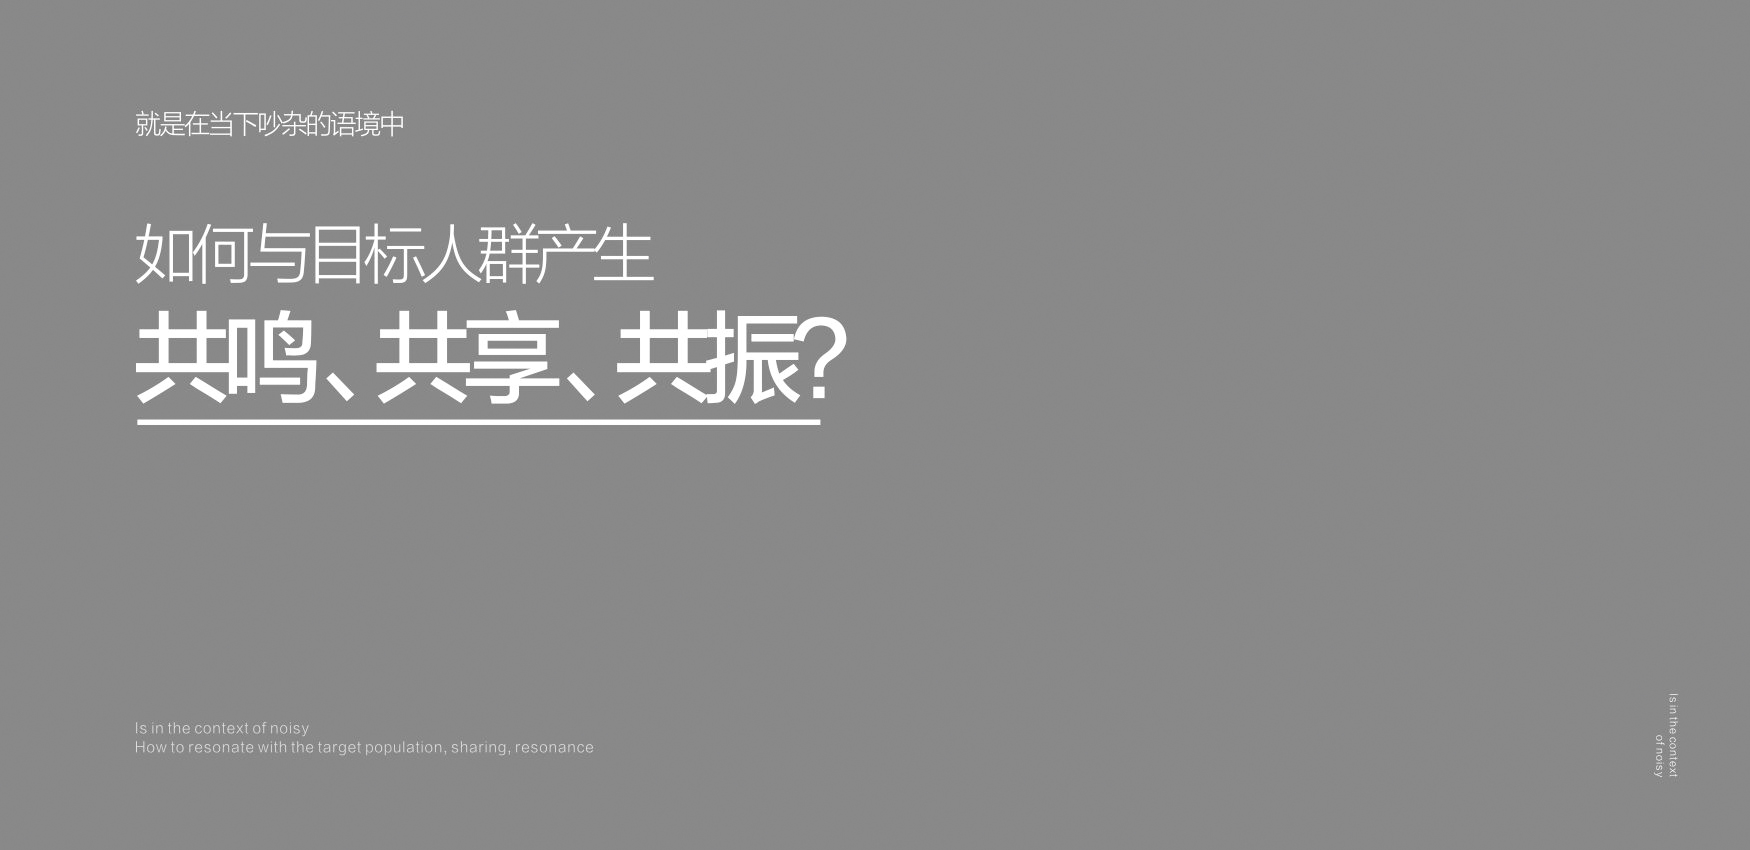 就是在当下吵杂的语境中
如何与目标人群产生
共鸣、共享、共振?
Is in the context of noisy
How to resonate with the target population, sharing, resonance
Is in the context
of noisy